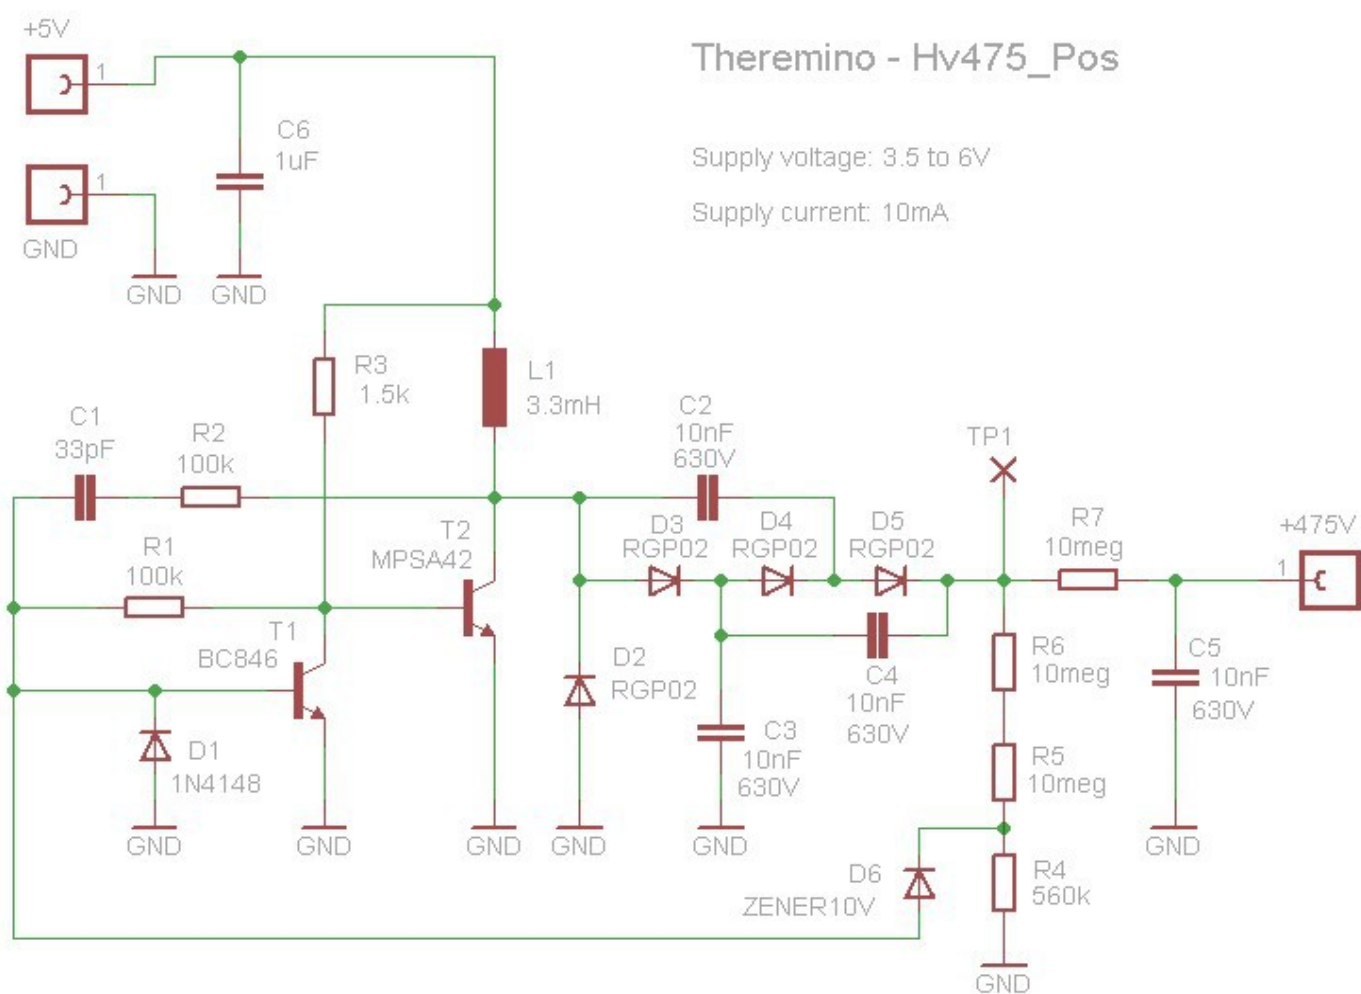 +5V
Theremino - Hv475_Pos
1
C6
1uF
Supply voltage: 3.5 to 6V
1
Supply current: 10mA
GND
GND
GND
R3
1.5k
L1
3.3mH
C1
33pF
R2
100k
C2
10nF
630V
TP1
T2
MPSA42
D3
RGP02
D4
RGP02
D5
RGP02
R7
10meg
+475V
1
R1
100k
T1
BC846
D2
RGP02
C4
10nF
630V
R6
10meg
C5
10nF
630V
D1
1N4148
C3
10nF
630V
R5
10meg
GND
GND
GND
GND
GND
GND
D6
ZENER10V
R4
560k
GND